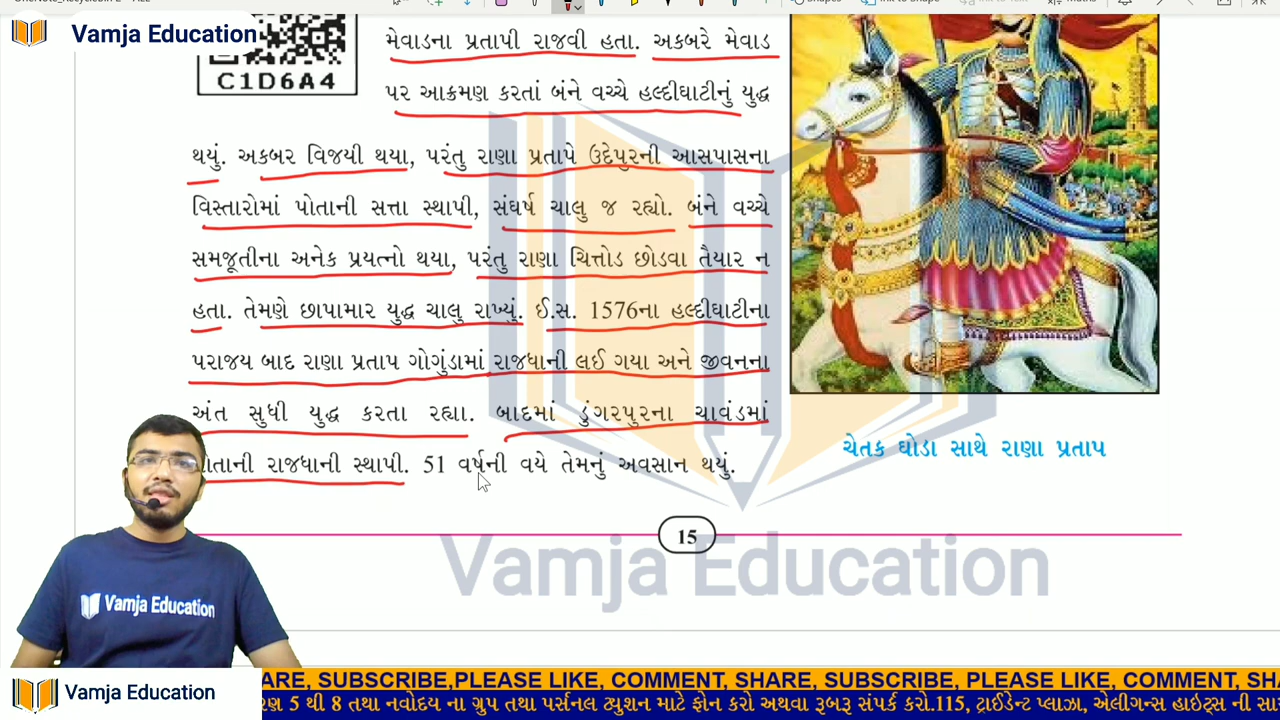 Vamja Education
C1D6A4
મેવાડના પ્રતાપી રાજવી હતા. અકબરે મેવાડ
પર આક્રમણ કરતાં બંને વચ્ચે હલ્દીઘાટીનું યુદ્ધ
થયું. અકબર વિજયી થયા, પરંતુ રાણા પ્રતાપે ઉદેપુરની આસપાસના
વિસ્તારોમાં પોતાની સત્તા સ્થાપી, સંઘર્ષ ચાલુ જ રહ્યો. બંને વચ્ચે
સમજૂતીના અનેક પ્રયત્નો થયા, પરંતુ રાણા ચિત્તોડ છોડવા તૈયાર ન
હતા. તેમણે છાપામાર યુદ્ધ ચાલુ રાખ્યું. ઈ.સ. 1576ના હલ્દીઘાટીના
પરાજય બાદ રાણા પ્રતાપ ગોગુંડામાં રાજધાની લઈ ગયા અને જીવનના
અંત સુધી યુદ્ધ કરતા રહ્યા. બાદમાં ડુંગરપુરના ચાવંડમાં
રાજધાની સ્થાપી. 51 વર્ષની વયે તેમનું અવસાન થયું.
ચેતક ઘોડા સાથે રાણા પ્રતાપ
15
Vamja Education
Vamja Education
Vamja Education
SUBSCRIBE,PLEASE LIKE, COMMENT, SHARE, SUBSCRIBE, PLEASE LIKE, COMMENT,
5 થી 8 તથા નવોદય ના ગ્રુપ તથા પર્સનલ ટ્યુશન માટે ફોન કરો અથવા રૂબરૂ સંપર્ક કરો.115, ટ્રાઈડેન્ટ પ્લાઝા, એલીગન્સ હાઇટ્સ ની